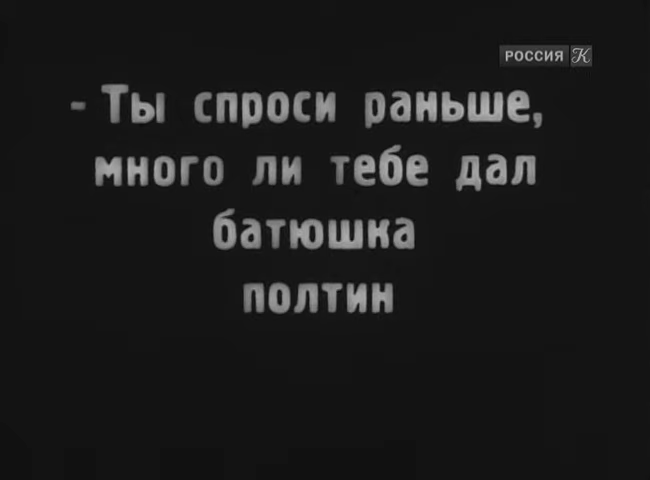 РОССИЯ К
- Ты спроси раньше,
много ли тебе дал
батюшка
полтин